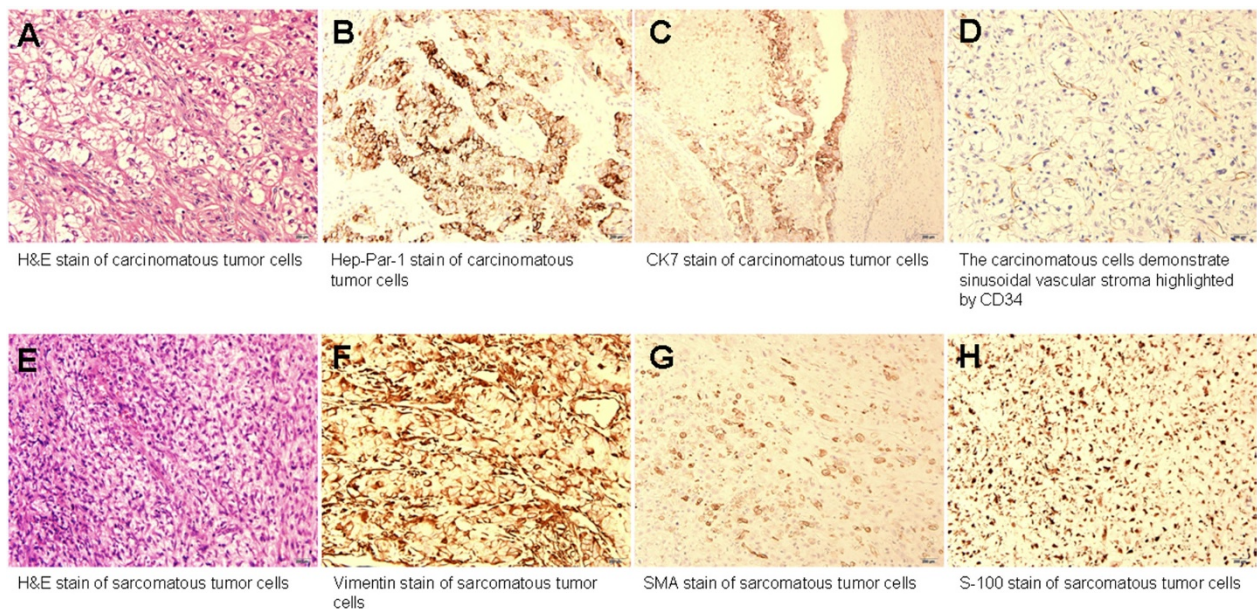 A
B
C
D
H&E stain of carcinomatous tumor cells
Hep-Par-1 stain of carcinomatous
tumor cells
CK7 stain of carcinomatous tumor cells
The carcinomatous cells demonstrate
sinusoidal vascular stroma highlighted
by CD34
E
F
G
H
H&E stain of sarcomatous tumor cells
Vimentin stain of sarcomatous tumor
cells
SMA stain of sarcomatous tumor cells
S-100 stain of sarcomatous tumor cells